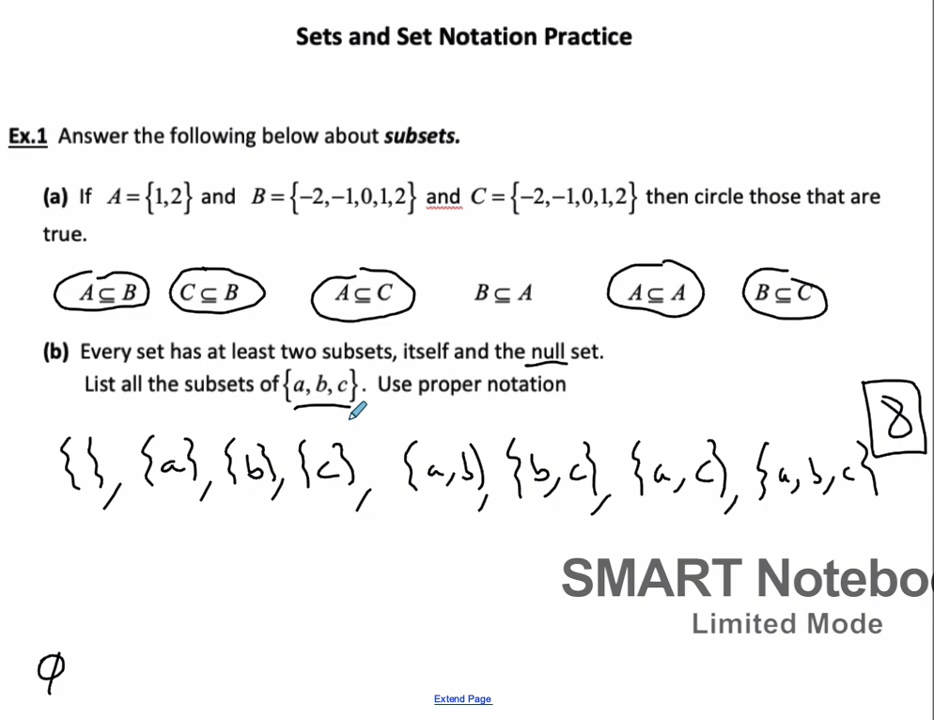 Sets and Set Notation Practice
Ex.1 Answer the following below about subsets.
(a) If A={1,2} and B={−2,−1,0,1,2} and C={−2,−1,0,1,2} then circle those that are
true.
A⊆B C⊆B A⊆C B⊆A A⊆A B⊆C
(b) Every set has at least two subsets, itself and the null set.
List all the subsets of {a,b,c}. Use proper notation
8
{ }, {a}, {b}, {c}, {a,b}, {b,c}, {a,c}, {a,b,c}
SMART Notebo
Limited Mode
φ
Extend Page